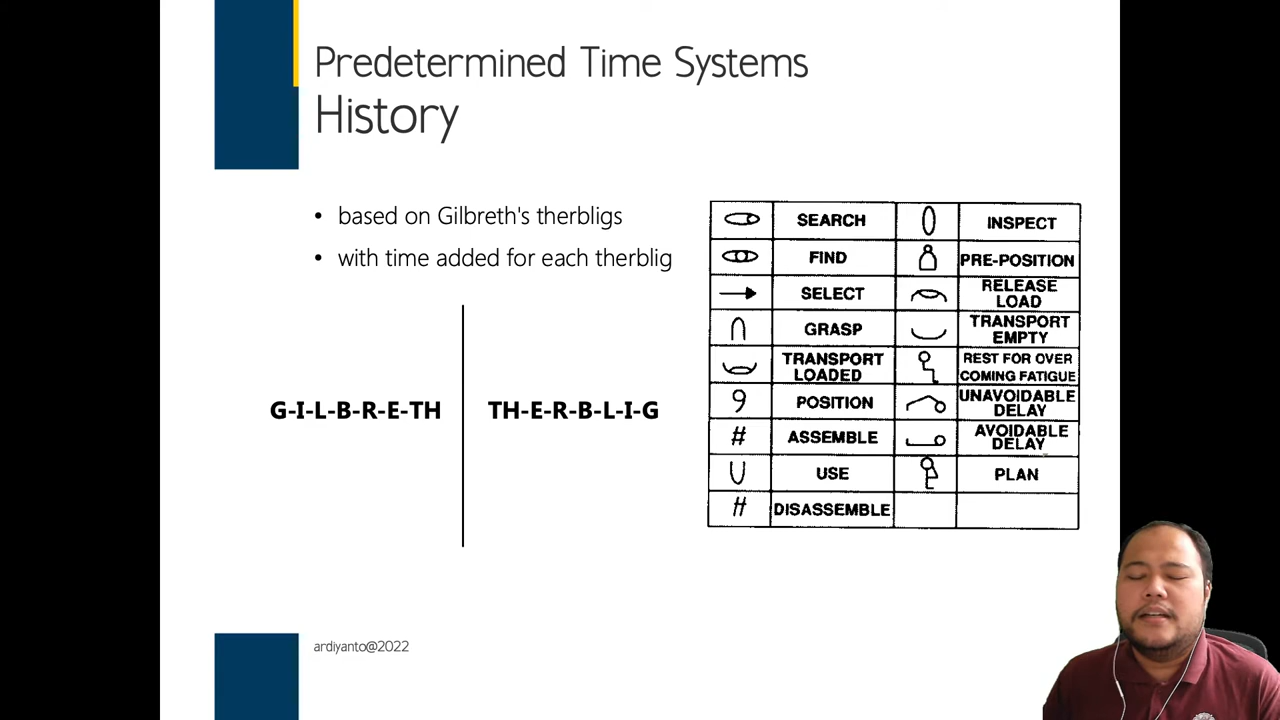 Predetermined Time Systems
History
• based on Gilbreth's therbligs
• with time added for each therblig
G-I-L-B-R-E-TH
TH-E-R-B-L-I-G
SEARCH
INSPECT
FIND
PRE-POSITION
SELECT
RELEASE
LOAD
GRASP
TRANSPORT
EMPTY
TRANSPORT
LOADED
REST FOR OVER
COMING FATIGUE
9
POSITION
UNAVOIDABLE
DELAY
#
ASSEMBLE
AVOIDABLE
DELAY
U
USE
PLAN
#
DISASSEMBLE
ardiyanto@2022